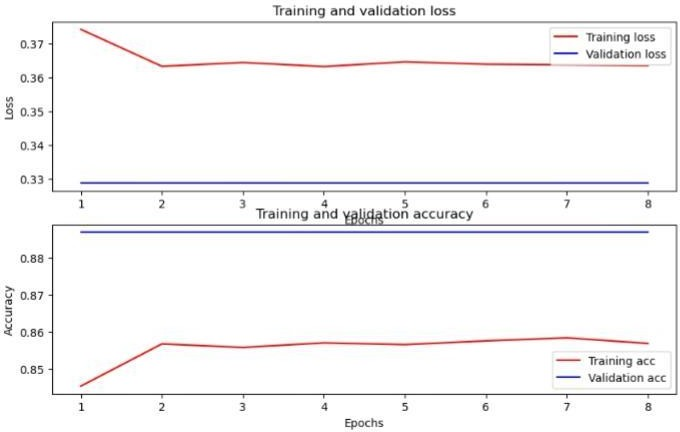 Training and validation loss
0.37
0.36
0.35
0.34
0.33
Loss
Training loss
Validation loss
1 2 3 4 5 6 7 8
Epochs
Training and validation accuracy
0.88
0.87
0.86
0.85
Accuracy
Training acc
Validation acc
1 2 3 4 5 6 7 8
Epochs